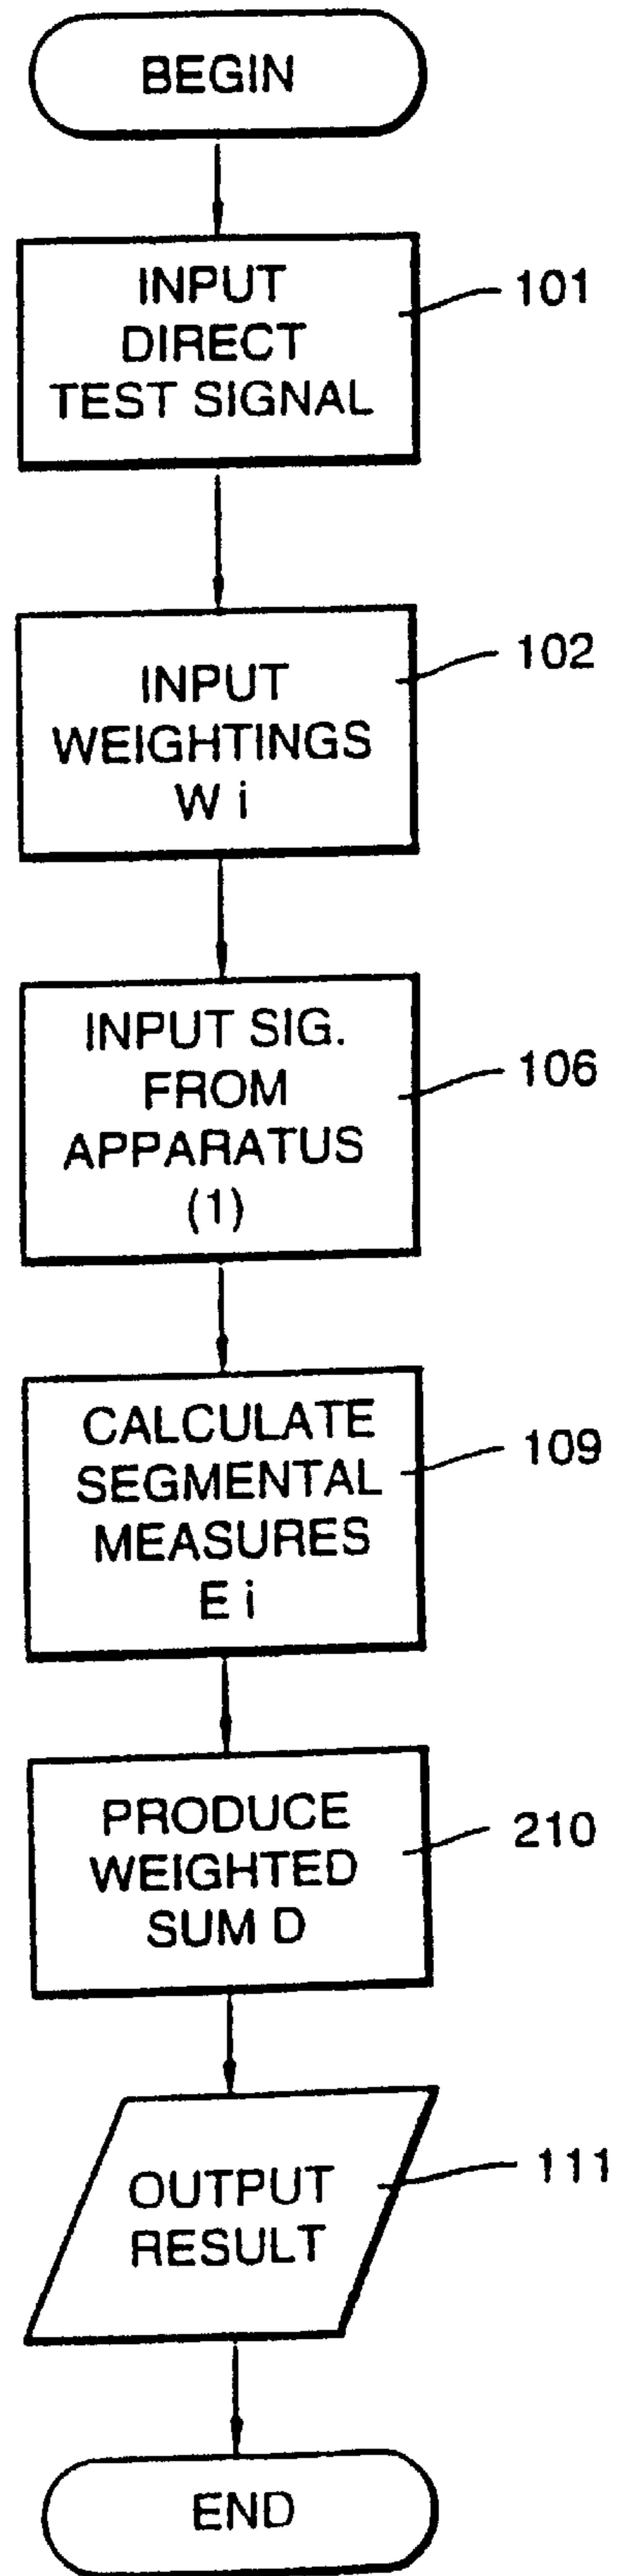 BEGIN
INPUT
DIRECT
TEST SIGNAL
101
INPUT
WEIGHTINGS
W i
102
INPUT SIG.
FROM
APPARATUS
(1)
106
CALCULATE
SEGMENTAL
MEASURES
E i
109
PRODUCE
WEIGHTED
SUM D
210
OUTPUT
RESULT
111
END